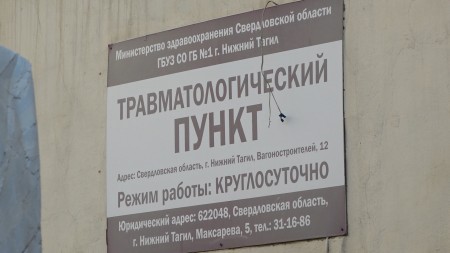 Министерство здравоохранения Свердловской области
ГБУЗ СО ГБ №1 г. Нижний Тагил
ТРАВМАТОЛОГИЧЕСКИЙ
ПУНКТ
Адрес: Свердловская область, г. Нижний Тагил, Вагоностроителей, 12
Режим работы: КРУГЛОСУТОЧНО
Юридический адрес: 622048, Свердловская область,
г. Нижний Тагил, Максарева, 5, тел.: 31-16-86